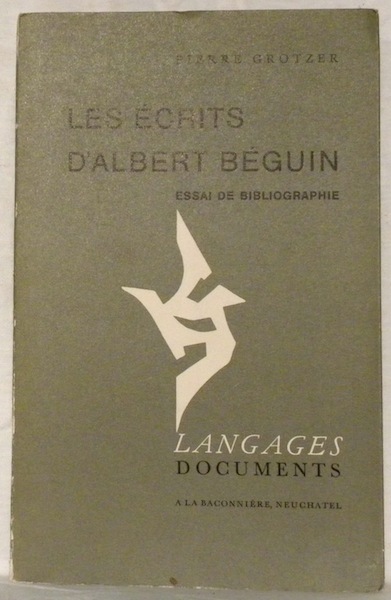 PIERRE GROTZER
LES ÉCRITS
D'ALBERT BÉGUIN
ESSAI DE BIBLIOGRAPHIE
LANGAGES
DOCUMENTS
A LA BACONNIÈRE, NEUCHATEL